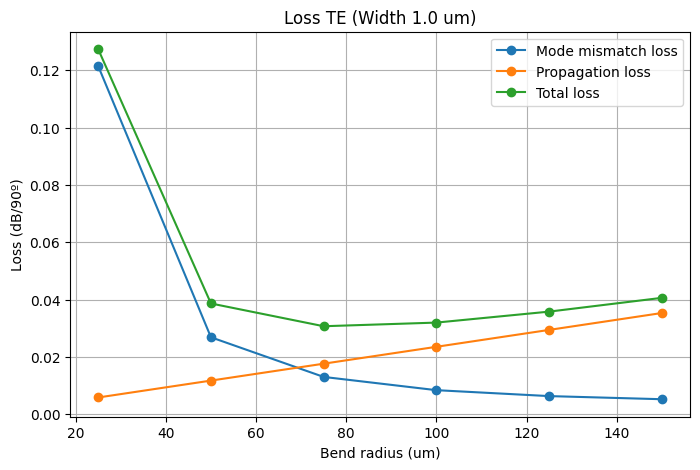 Loss TE (Width 1.0 um)
Mode mismatch loss
Propagation loss
Total loss
Loss (dB/90º)
0.12
0.10
0.08
0.06
0.04
0.02
0.00
20 40 60 80 100 120 140
Bend radius (um)